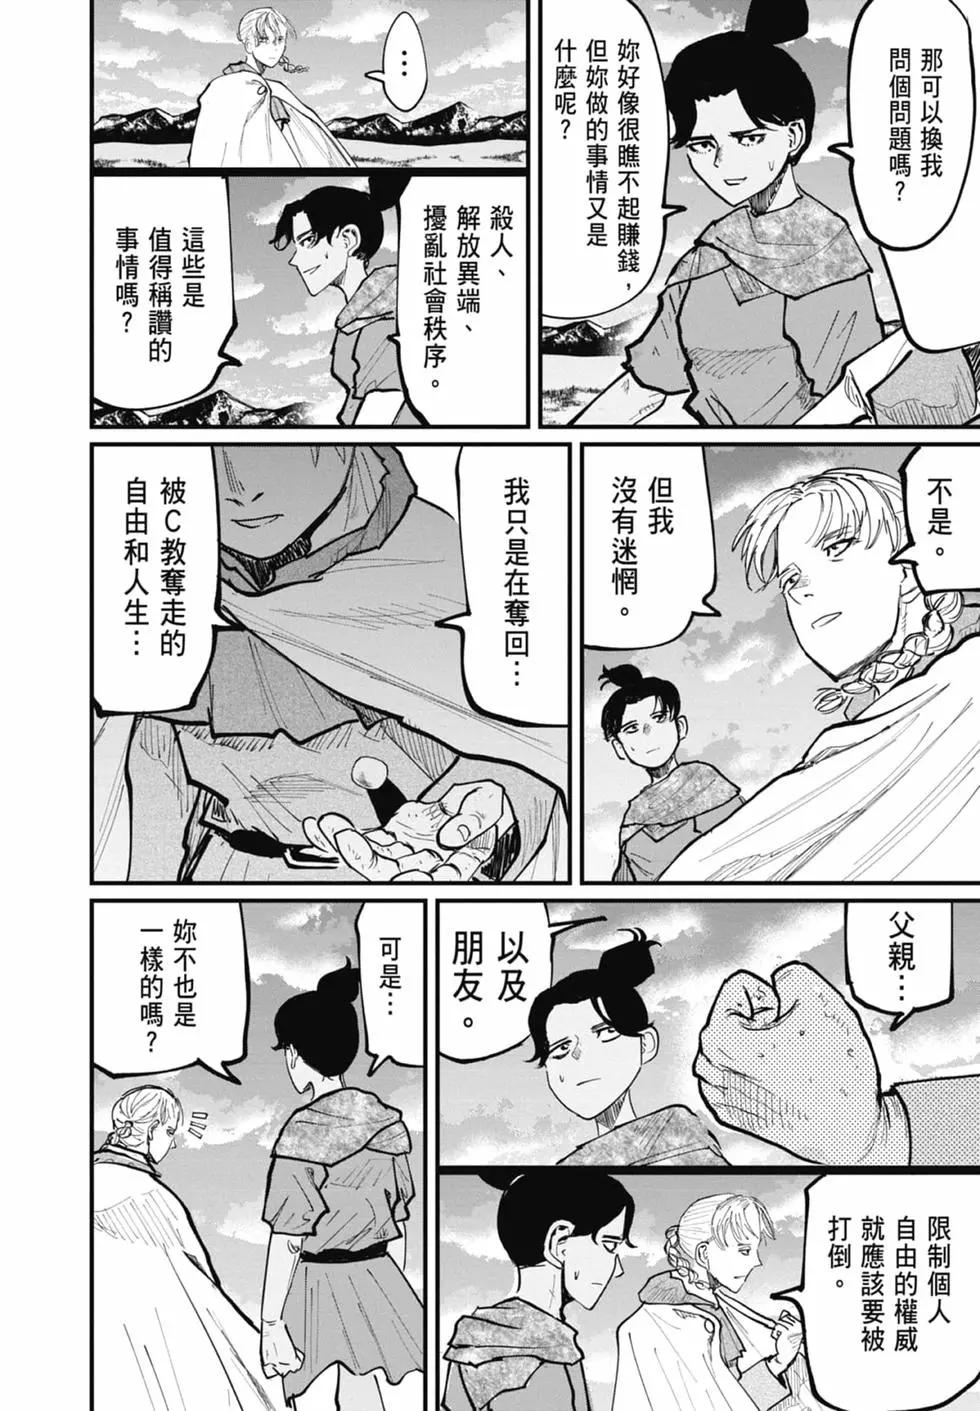 那可以換我
問個問題嗎？
妳好像很瞧不起賺錢，
但妳做的事情又是
什麼呢？
…
殺人、
解放異端、
擾亂社會秩序。
這些是
值得稱讚的
事情嗎？
不是。
但我
沒有迷惘。
我只是在奪回…
被C教奪走的
自由和人生…
父親…
以及
朋友。
限制個人
自由的權威
就應該要被
打倒。
可是…
妳不也是
一樣的嗎？